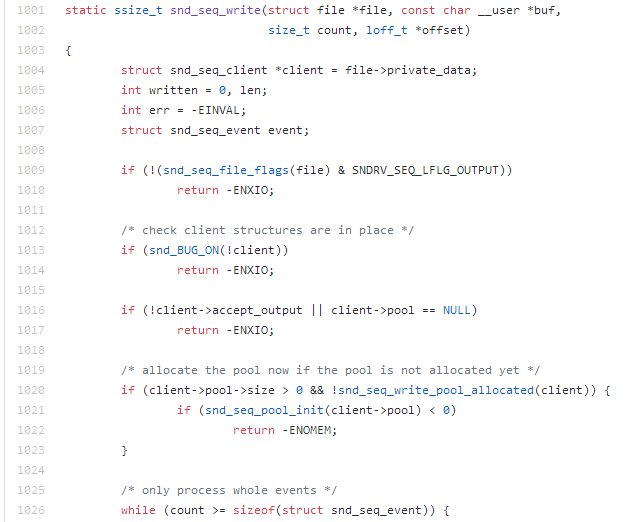 1001 static ssize_t snd_seq_write(struct file *file, const char __user *buf,
1002                              size_t count, loff_t *offset)
1003 {
1004         struct snd_seq_client *client = file->private_data;
1005         int written = 0, len;
1006         int err = -EINVAL;
1007         struct snd_seq_event event;
1008
1009         if (!(snd_seq_file_flags(file) & SNDRV_SEQ_LFLG_OUTPUT))
1010                 return -ENXIO;
1011
1012         /* check client structures are in place */
1013         if (snd_BUG_ON(!client))
1014                 return -ENXIO;
1015
1016         if (!client->accept_output || client->pool == NULL)
1017                 return -ENXIO;
1018
1019         /* allocate the pool now if the pool is not allocated yet */
1020         if (client->pool->size > 0 && !snd_seq_write_pool_allocated(client)) {
1021                 if (snd_seq_pool_init(client->pool) < 0)
1022                         return -ENOMEM;
1023         }
1024
1025         /* only process whole events */
1026         while (count >= sizeof(struct snd_seq_event)) {